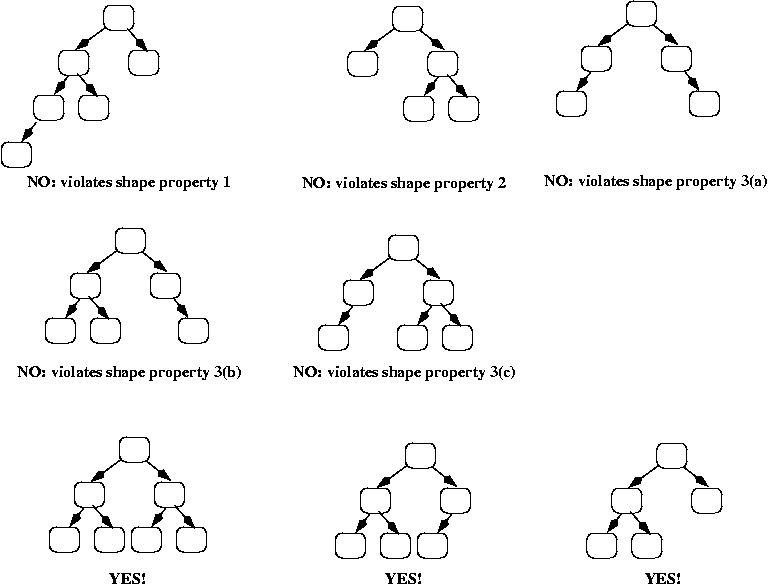 NO: violates shape property 1
NO: violates shape property 2
NO: violates shape property 3(a)
NO: violates shape property 3(b)
NO: violates shape property 3(c)
YES!
YES!
YES!